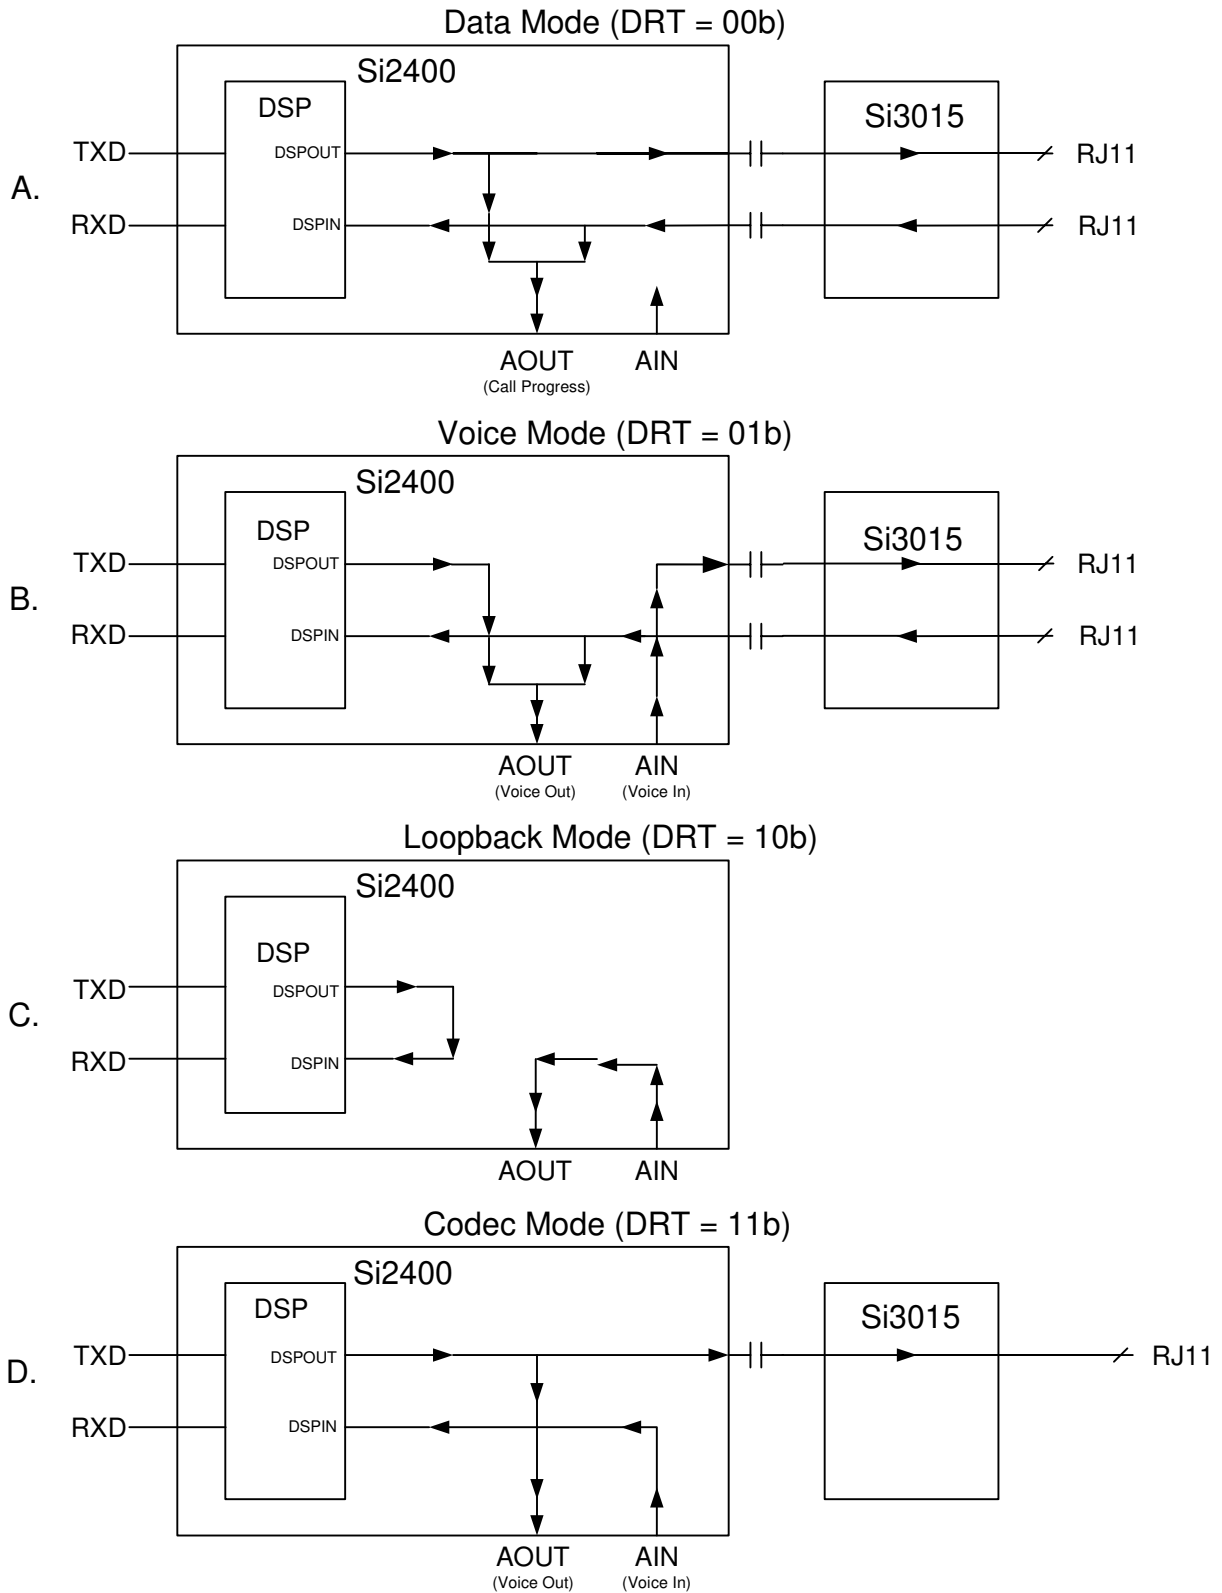 Data Mode (DRT = 00b)
Si2400
DSP
Si3015
TXD
DSPOUT
RJ11
A.
RXD
DSPIN
RJ11
AOUT
AIN
(Call Progress)
Voice Mode (DRT = 01b)
Si2400
DSP
Si3015
TXD
DSPOUT
RJ11
B.
RXD
DSPIN
RJ11
AOUT
AIN
(Voice Out)
(Voice In)
Loopback Mode (DRT = 10b)
Si2400
DSP
TXD
DSPOUT
C.
RXD
DSPIN
AOUT
AIN
Codec Mode (DRT = 11b)
Si2400
DSP
Si3015
TXD
DSPOUT
RJ11
D.
RXD
DSPIN
AOUT
AIN
(Voice Out)
(Voice In)